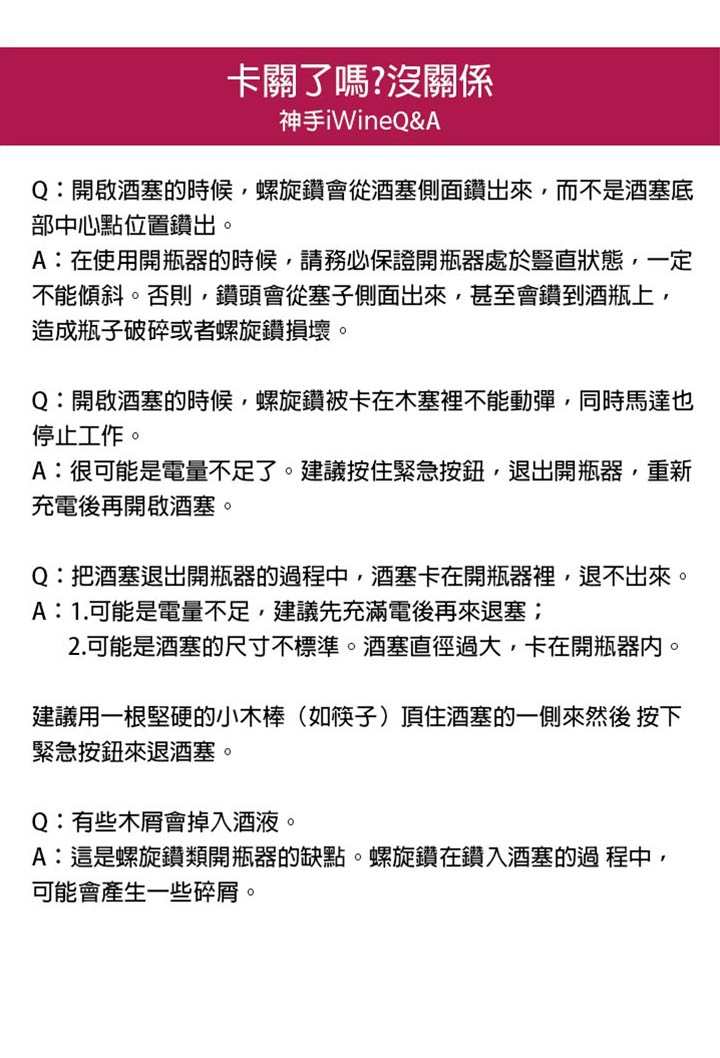 卡關了嗎?沒關係
神手iWineQ&A
Q：開啟酒塞的時候，螺旋鑽會從酒塞側面鑽出來，而不是酒塞底
部中心點位置鑽出。
A：在使用開瓶器的時候，請務必保證開瓶器處於豎直狀態，一定
不能傾斜。否則，鑽頭會從塞子側面出來，甚至會鑽到酒瓶上，
造成瓶子破碎或者螺旋鑽損壞。
Q：開啟酒塞的時候，螺旋鑽被卡在木塞裡不能動彈，同時馬達也
停止工作。
A：很可能是電量不足了。建議按住緊急按鈕，退出開瓶器，重新
充電後再開啟酒塞。
Q：把酒塞退出開瓶器的過程中，酒塞卡在開瓶器裡，退不出來。
A：1.可能是電量不足，建議先充滿電後再來退塞；
2.可能是酒塞的尺寸不標準。酒塞直徑過大，卡在開瓶器內。
建議用一根堅硬的小木棒（如筷子）頂住酒塞的一側來然後 按下
緊急按鈕來退酒塞。
Q：有些木屑會掉入酒液。
A：這是螺旋鑽類開瓶器的缺點。螺旋鑽在鑽入酒塞的過 程中，
可能會產生一些碎屑。